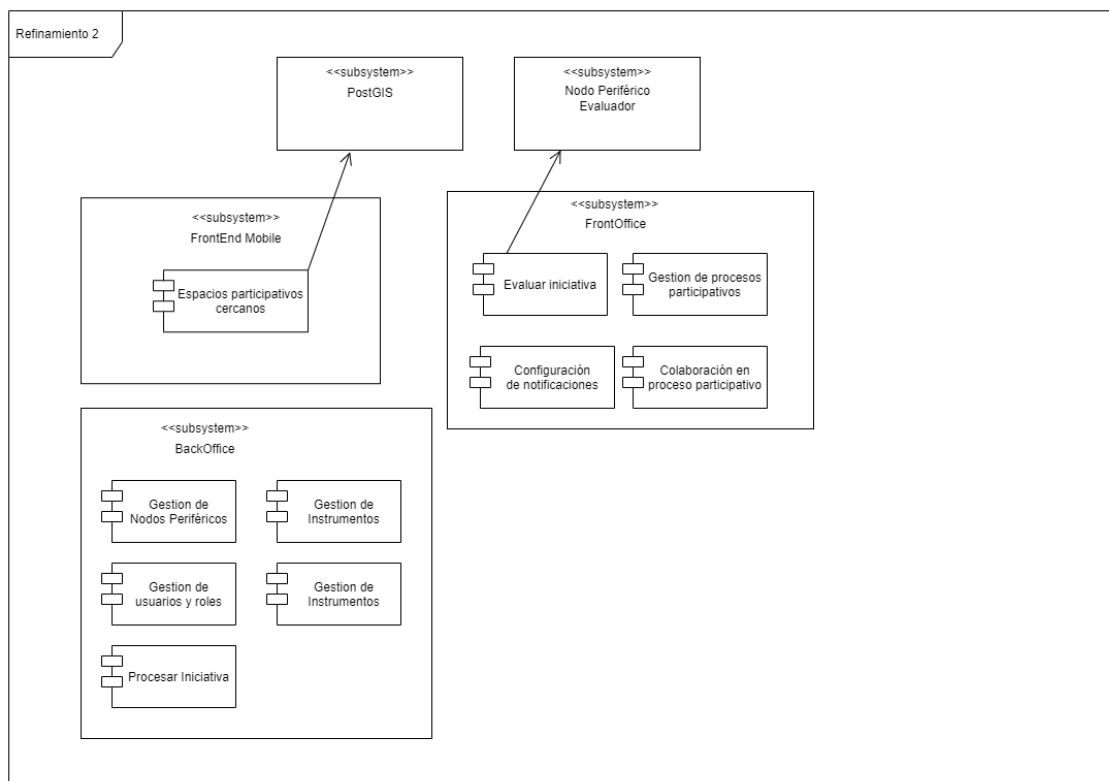 Refinamiento 2
<<subsystem>>
PostGIS
<<subsystem>>
Nodo Periférico
Evaluador
<<subsystem>>
FrontEnd Mobile
Espacios participativos
cercanos
<<subsystem>>
FrontOffice
Evaluar iniciativa
Gestion de procesos
participativos
Configuración
de notificaciones
Colaboración en
proceso participativo
<<subsystem>>
BackOffice
Gestion de
Nodos Periféricos
Gestion de
Instrumentos
Gestion de
usuarios y roles
Gestion de
Instrumentos
Procesar Iniciativa